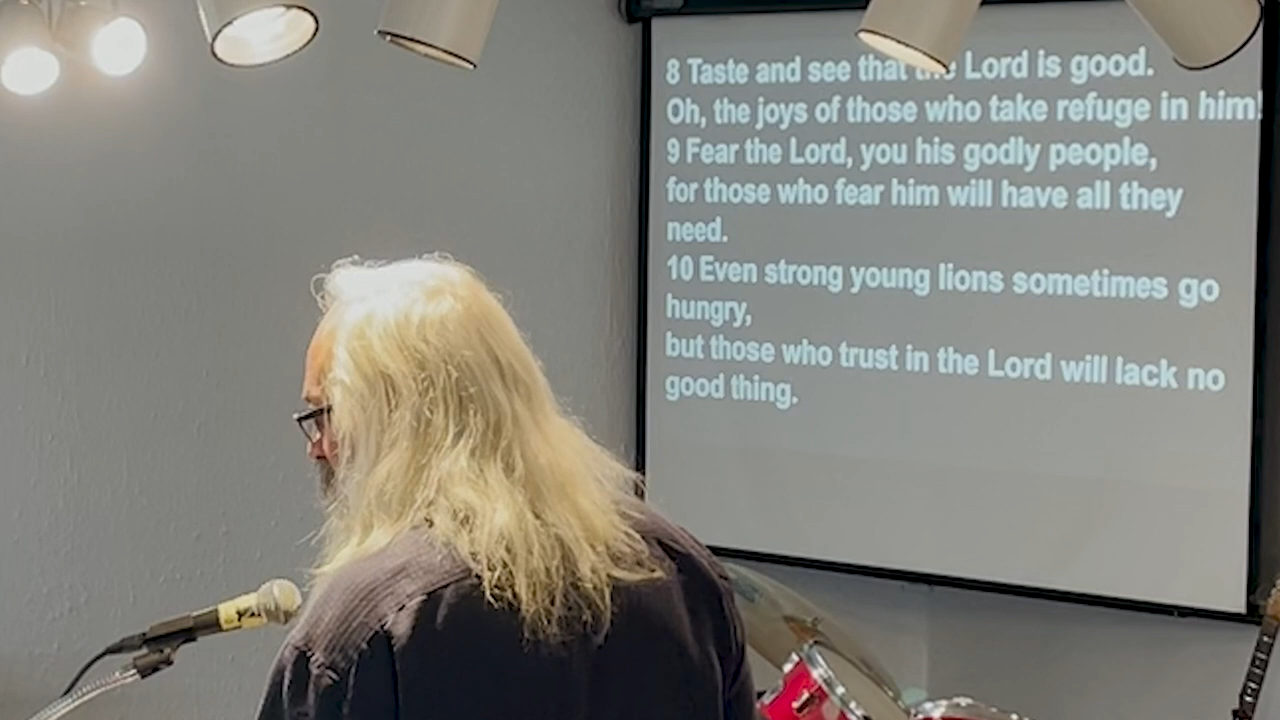 8 Taste and see that the Lord is good.
Oh, the joys of those who take refuge in him!
9 Fear the Lord, you his godly people,
for those who fear him will have all they
need.
10 Even strong young lions sometimes go
hungry,
but those who trust in the Lord will lack no
good thing.